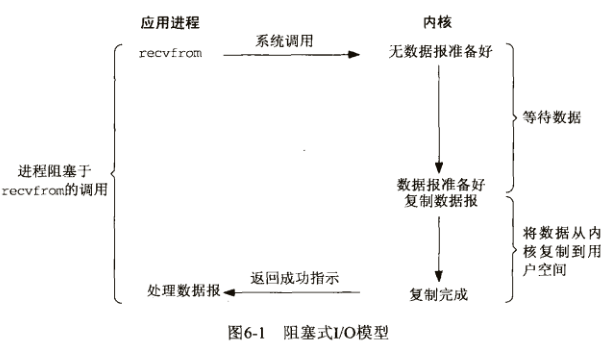 应用进程
内核
recvfrom
系统调用
无数据报准备好
等待数据
进程阻塞于
recvfrom的调用
数据报准备好
复制数据报
将数据从内
核复制到用
户空间
处理数据报
返回成功指示
复制完成
图6-1 阻塞式I/O模型